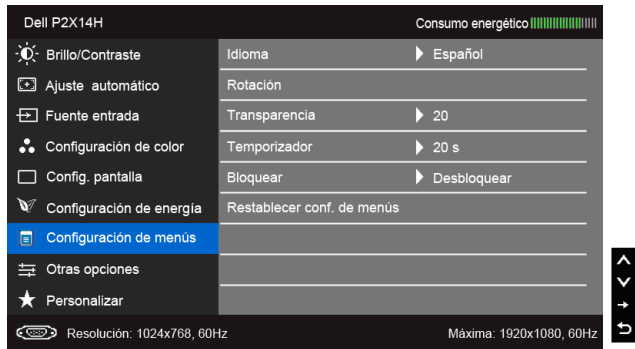 Dell P2X14H Consumo energético
Brillo/Contraste Idioma Español
Ajuste automático Rotación
Fuente entrada Transparencia 20
Configuración de color Temporizador 20 s
Config. pantalla Bloquear Desbloquear
Configuración de energía Restablecer conf. de menús
Configuración de menús
Otras opciones
Personalizar
Resolución: 1024x768, 60Hz Máxima: 1920x1080, 60Hz